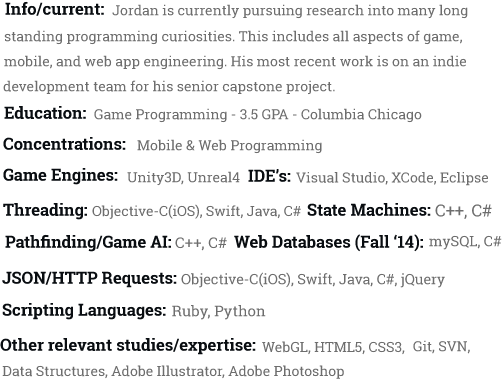 Info/current: Jordan is currently pursuing research into many long
standing programming curiosities. This includes all aspects of game,
mobile, and web app engineering. His most recent work is on an indie
development team for his senior capstone project.
Education: Game Programming - 3.5 GPA - Columbia Chicago
Concentrations: Mobile & Web Programming
Game Engines: Unity3D, Unreal4 IDE's: Visual Studio, XCode, Eclipse
Threading: Objective-C(iOS), Swift, Java, C# State Machines: C++, C#
Pathfinding/Game AI: C++, C# Web Databases (Fall '14): mySQL, C#
JSON/HTTP Requests: Objective-C(iOS), Swift, Java, C#, jQuery
Scripting Languages: Ruby, Python
Other relevant studies/expertise: WebGL, HTML5, CSS3, Git, SVN,
Data Structures, Adobe Illustrator, Adobe Photoshop